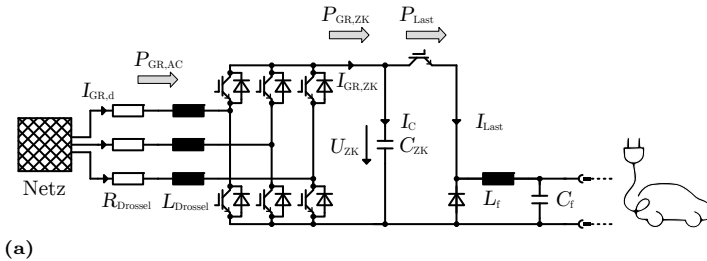 P_GR,ZK
P_Last
P_GR,AC
I_GR,d
I_GR,ZK
I_C
I_Last
U_ZK
C_ZK
Netz
R_Drossel
L_Drossel
L_f
C_f
(a)